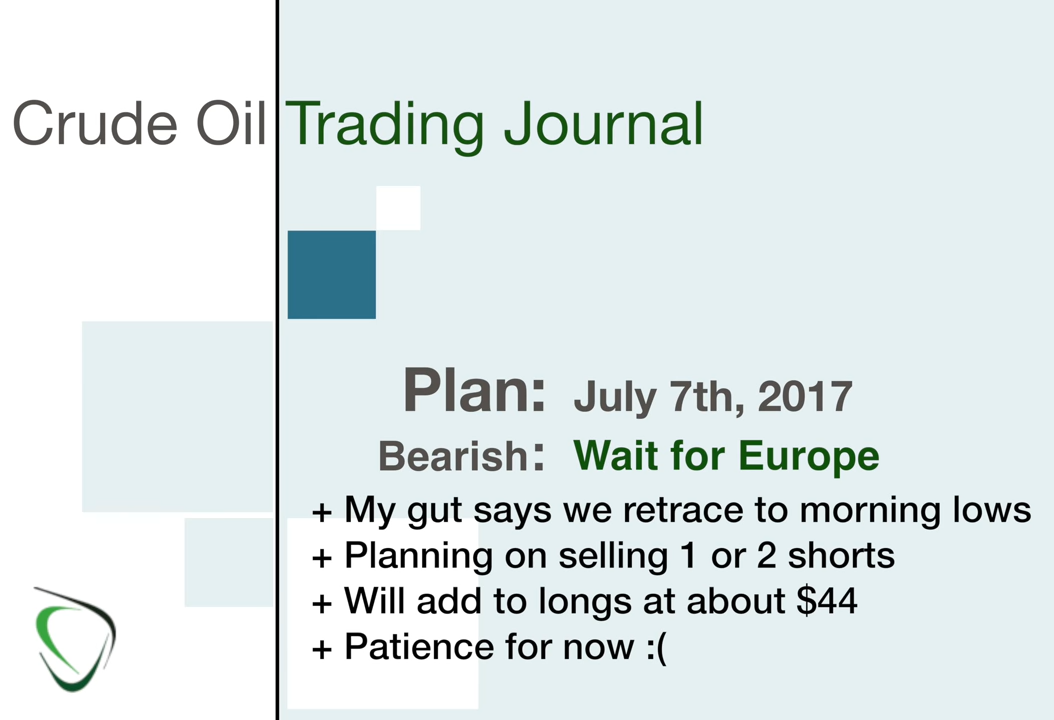 Crude Oil Trading Journal
Plan: July 7th, 2017
Bearish: Wait for Europe
+ My gut says we retrace to morning lows
+ Planning on selling 1 or 2 shorts
+ Will add to longs at about $44
+ Patience for now :(